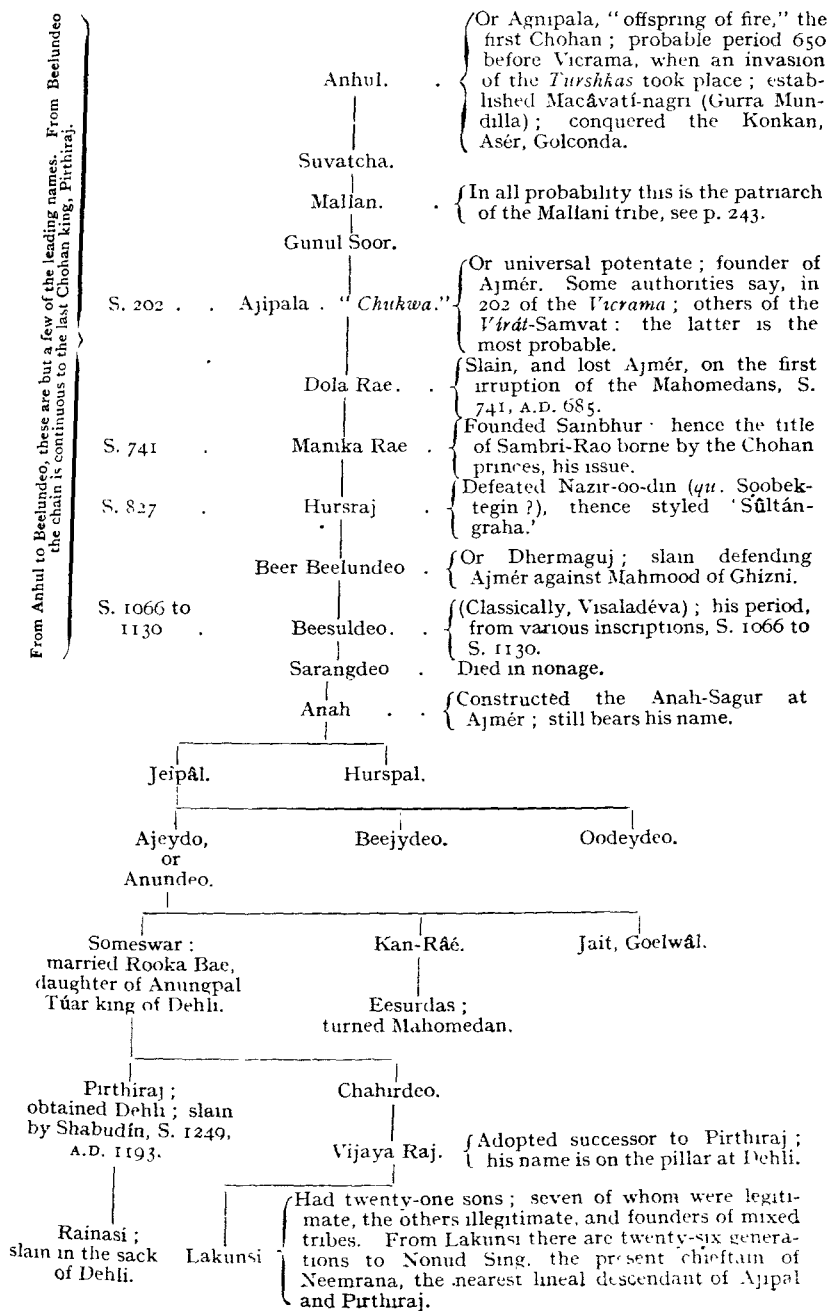 From Anhul to Beelundeo, these are but a few of the leading names. From Beelundeo
the chain is continuous to the last Chohan king, Pirthiraj.
Anhul. . Or Agnipala, “offspring of fire,” the
first Chohan ; probable period 650
before Vicrama, when an invasion
of the Turshkas took place ; estab-
lished Macâvatí-nagri (Gurra Mun-
dilla) ; conquered the Konkan,
Asér, Golconda.
Suvatcha.
Mallan. . In all probability this is the patriarch
of the Mallani tribe, see p. 243.
Gunul Soor.
S. 202 . . Ajipala . “Chukwa.” Or universal potentate ; founder of
Ajmér. Some authorities say, in
202 of the Vicrama ; others of the
Virát-Samvat : the latter is the
most probable.
Dola Rae. . Slain, and lost Ajmér, on the first
irruption of the Mahomedans, S.
741, A.D. 685.
S. 741 . Manika Rae . Founded Sambhur · hence the title
of Sambri-Rao borne by the Chohan
princes, his issue.
S. 827 . Hursraj . Defeated Nazir-oo-din (qu. Soobek-
tegin ?), thence styled ‘Sûltán-
graha.’
Beer Beelundeo . Or Dhermaguj ; slain defending
Ajmér against Mahmood of Ghizni.
S. 1066 to
1130 . Beesuldeo. . (Classically, Visaladéva) ; his period,
from various inscriptions, S. 1066 to
S. 1130.
Sarangdeo . Died in nonage.
Anah . . Constructed the Anah-Sagur at
Ajmér ; still bears his name.
Jeipâl. Hurspal.
Ajeydo, Beejydeo. Oodeydeo.
or
Anundeo.
Someswar : Kan-Râé. Jait, Goelwâl.
married Rooka Bae,
daughter of Anungpal
Túar king of Dehli.
Eesurdas ;
turned Mahomedan.
Pirthiraj ; Chahirdeo.
obtained Dehli ; slain
by Shabudín, S. 1249,
A.D. 1193.
Vijaya Raj. Adopted successor to Pirthiraj ;
his name is on the pillar at Dehli.
Rainasi ;
slain in the sack
of Dehli.
Lakunsi Had twenty-one sons ; seven of whom were legiti-
mate, the others illegitimate, and founders of mixed
tribes. From Lakunsi there are twenty-six genera-
tions to Nonud Sing, the present chieftain of
Neemrana, the nearest lineal descendant of Ajipal
and Pirthiraj.